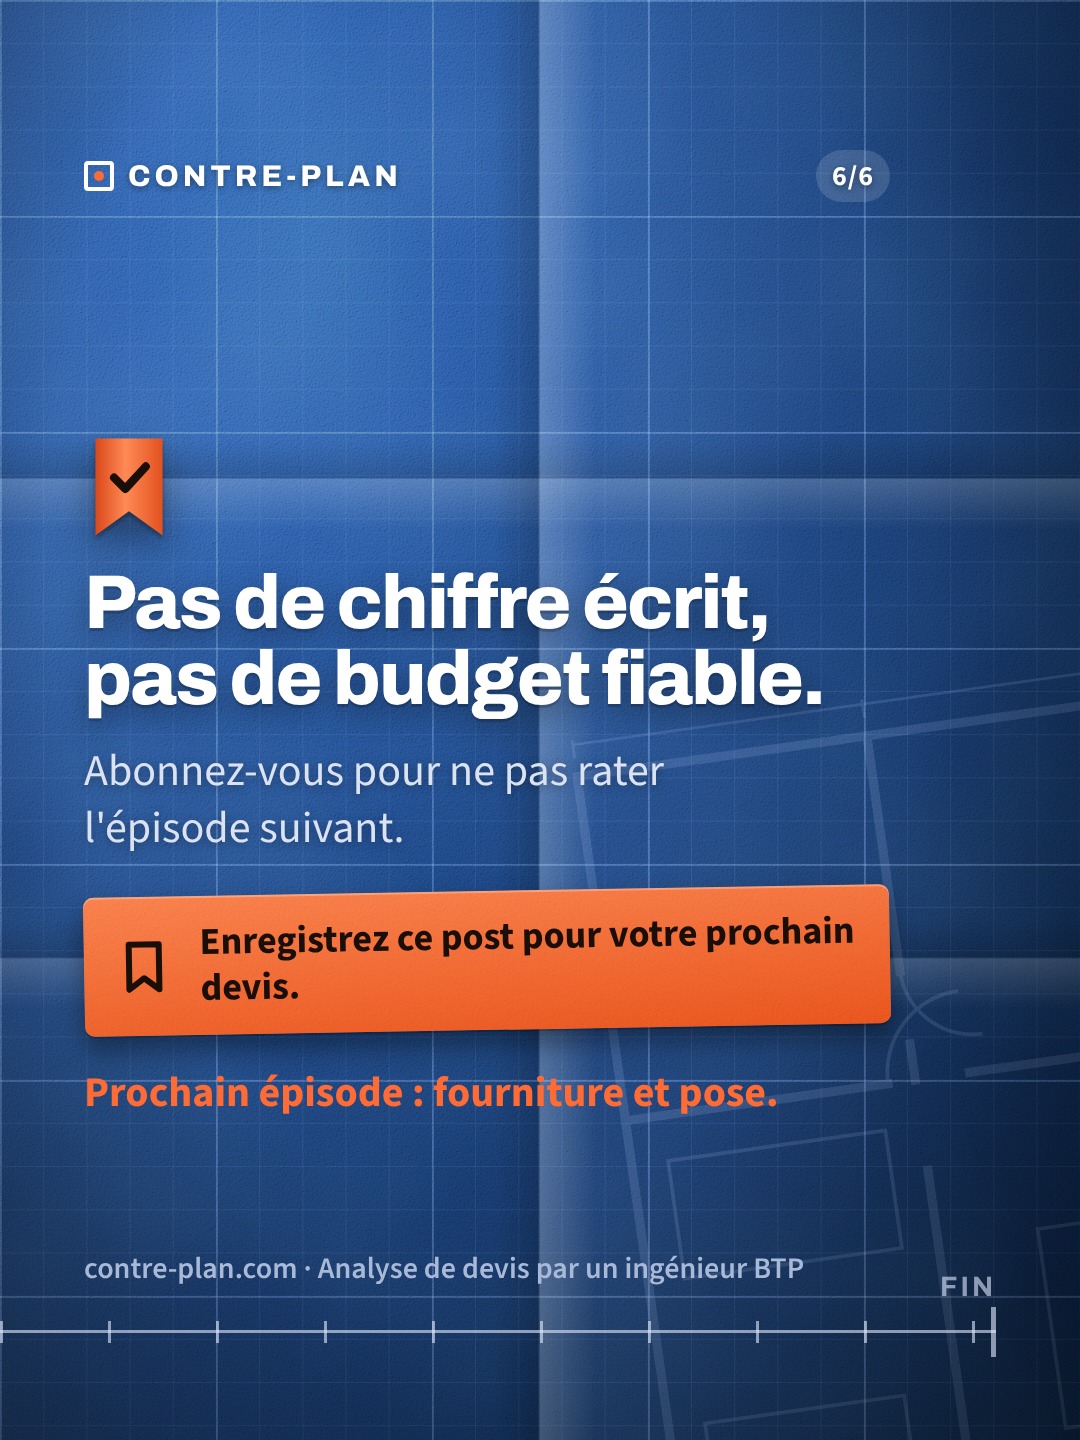 CONTRE-PLAN
6/6
Pas de chiffre écrit,
pas de budget fiable.
Abonnez-vous pour ne pas rater
l'épisode suivant.
Enregistrez ce post pour votre prochain
devis.
Prochain épisode : fourniture et pose.
contre-plan.com · Analyse de devis par un ingénieur BTP
FIN